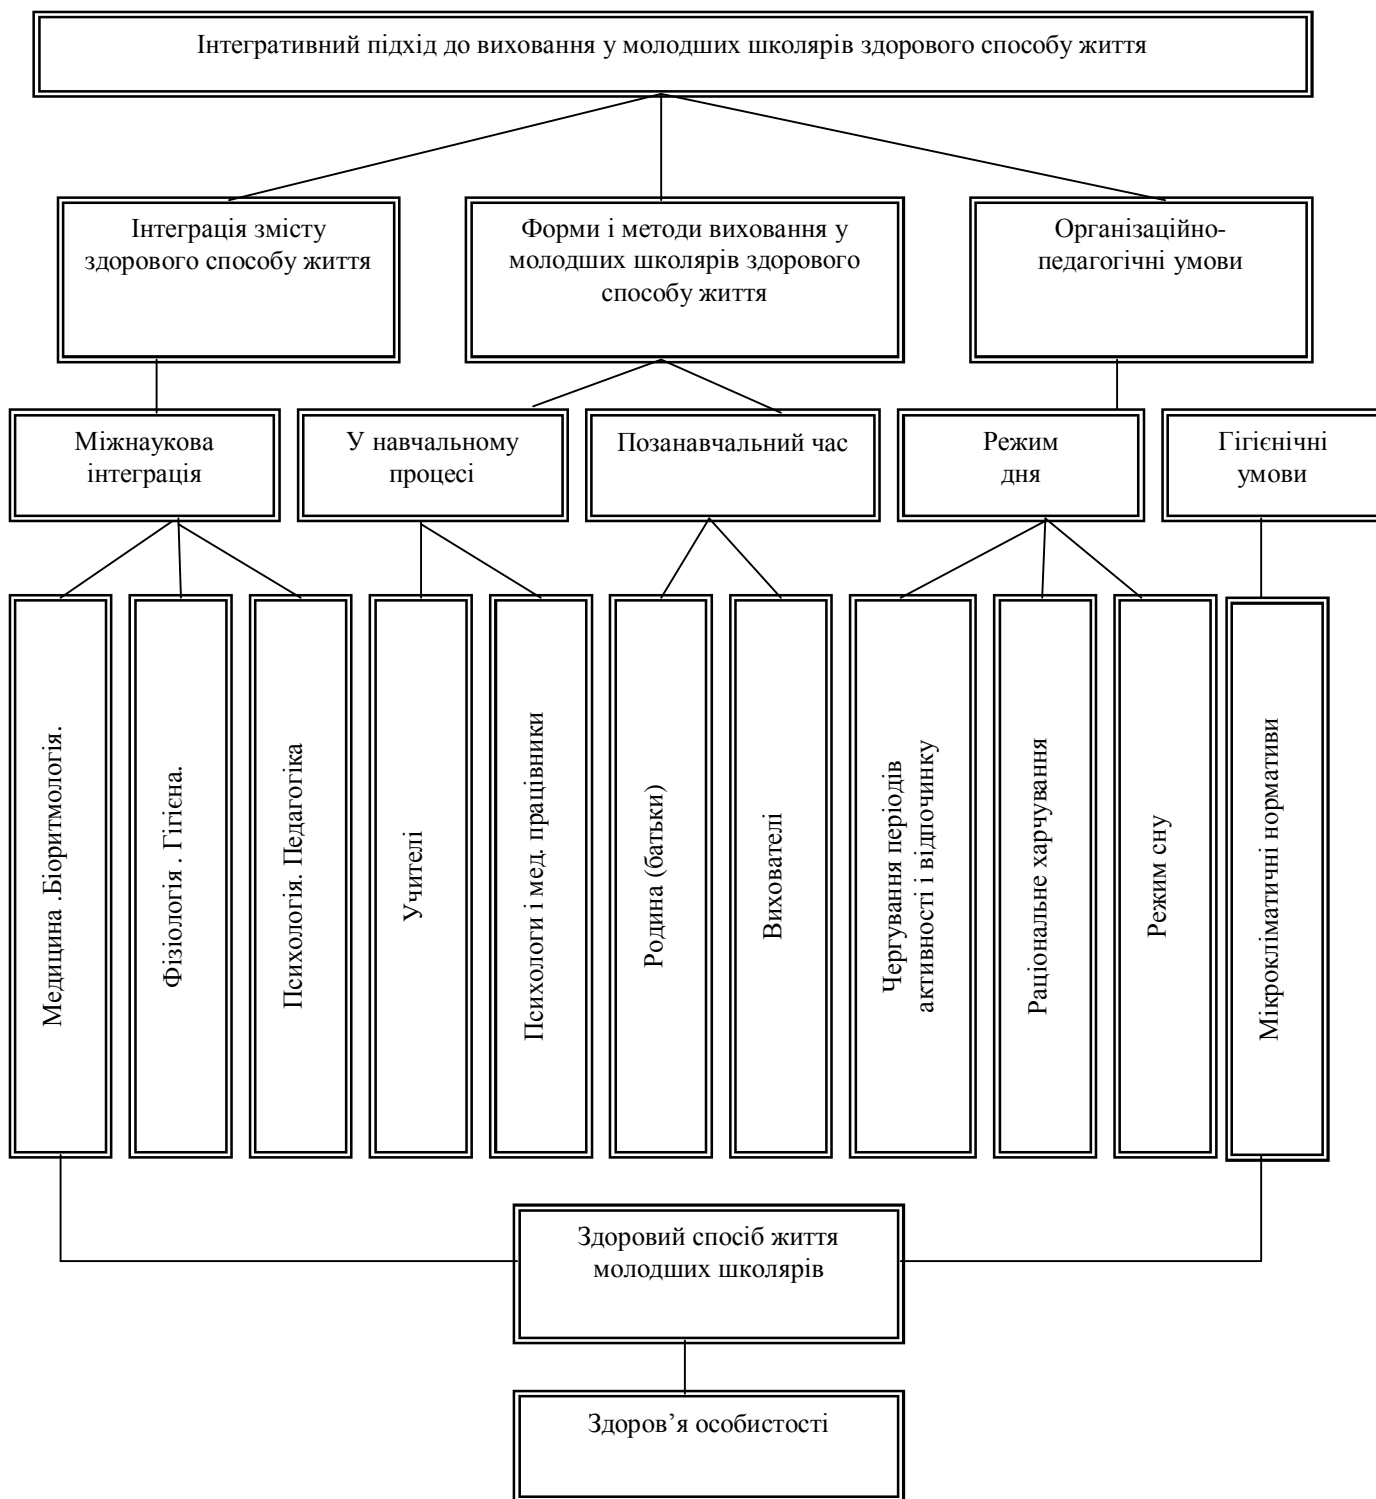 Інтегративний підхід до виховання у молодших школярів здорового способу життя
Інтеграція змісту
здорового способу життя
Форми і методи виховання у
молодших школярів здорового
способу життя
Організаційно-
педагогічні умови
Міжнаукова
інтеграція
У навчальному
процесі
Позанавчальний час
Режим
дня
Гігієнічні
умови
Медицина .Біоритмологія.
Фізіологія . Гігієна.
Психологія. Педагогіка
Учителі
Психологи і мед. працівники
Родина (батьки)
Вихователі
Чергування періодів
активності і відпочинку
Раціональне харчування
Режим сну
Мікрокліматичні нормативи
Здоровий спосіб життя
молодших школярів
Здоров’я особистості